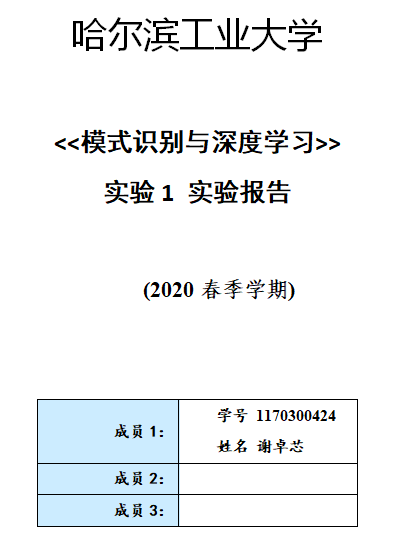 哈尔滨工业大学
<<模式识别与深度学习>>
实验 1 实验报告
(2020 春季学期)
成员 1：
学号 1170300424
姓名 谢卓芯
成员 2：
成员 3：